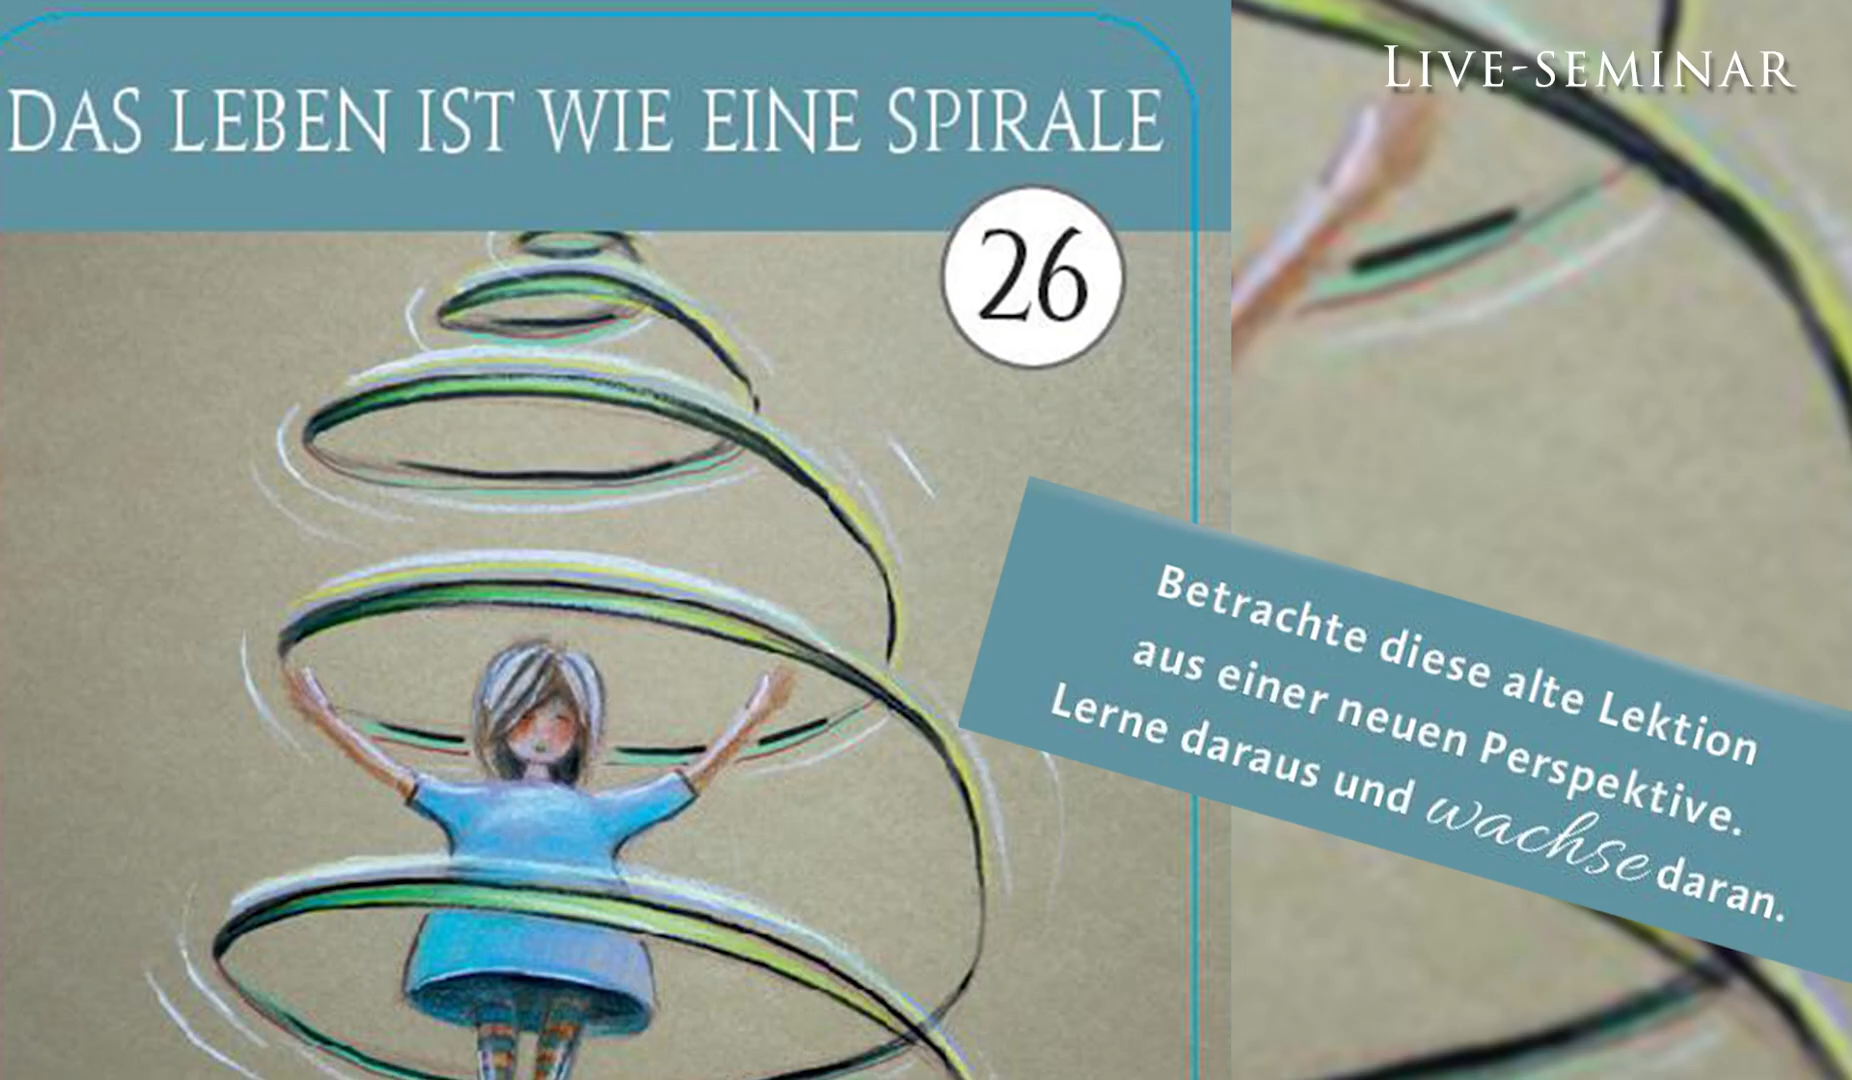 LIVE-SEMINAR
DAS LEBEN IST WIE EINE SPIRALE
26
Betrachte diese alte Lektion
aus einer neuen Perspektive.
Lerne daraus und wachse daran.